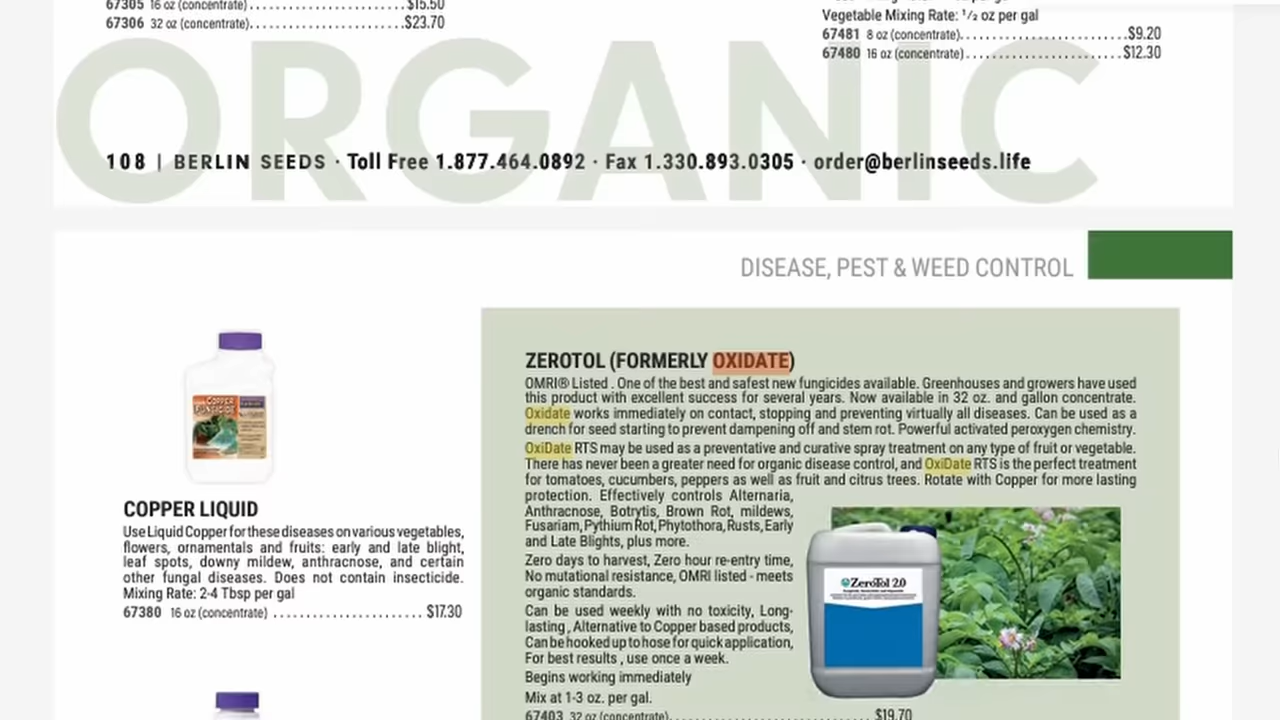 67305 16 oz (concentrate)........................$15.50
67306 32 oz (concentrate)........................$23.70
Vegetable Mixing Rate: ½ oz per gal
67481 8 oz (concentrate)........................$9.20
67480 16 oz (concentrate)........................$12.30
ORGANIC
108 | BERLIN SEEDS · Toll Free 1.877.464.0892 · Fax 1.330.893.0305 · order@berlinseeds.life
DISEASE, PEST & WEED CONTROL
COPPER FUNGICIDE
COPPER LIQUID
Use Liquid Copper for these diseases on various vegetables,
flowers, ornamentals and fruits: early and late blight,
leaf spots, downy mildew, anthracnose, and certain
other fungal diseases. Does not contain insecticide.
Mixing Rate: 2-4 Tbsp per gal
67380 16 oz (concentrate) ........................ $17.30
ZEROTOL (FORMERLY OXIDATE)
OMRI® Listed . One of the best and safest new fungicides available. Greenhouses and growers have used
this product with excellent success for several years. Now available in 32 oz. and gallon concentrate.
Oxidate works immediately on contact, stopping and preventing virtually all diseases. Can be used as a
drench for seed starting to prevent dampening off and stem rot. Powerful activated peroxygen chemistry.
OxiDate RTS may be used as a preventative and curative spray treatment on any type of fruit or vegetable.
There has never been a greater need for organic disease control, and OxiDate RTS is the perfect treatment
for tomatoes, cucumbers, peppers as well as fruit and citrus trees. Rotate with Copper for more lasting
protection. Effectively controls Alternaria,
Anthracnose, Botrytis, Brown Rot, mildews,
Fusariam, Pythium Rot, Phytothora, Rusts, Early
and Late Blights, plus more.
Zero days to harvest, Zero hour re-entry time,
No mutational resistance, OMRI listed - meets
organic standards.
Can be used weekly with no toxicity, Long-
lasting , Alternative to Copper based products,
Can be hooked up to hose for quick application,
For best results , use once a week.
Begins working immediately
Mix at 1-3 oz. per gal.
67403 32 oz (concentrate)........................$19.70
ZeroTol 2.0